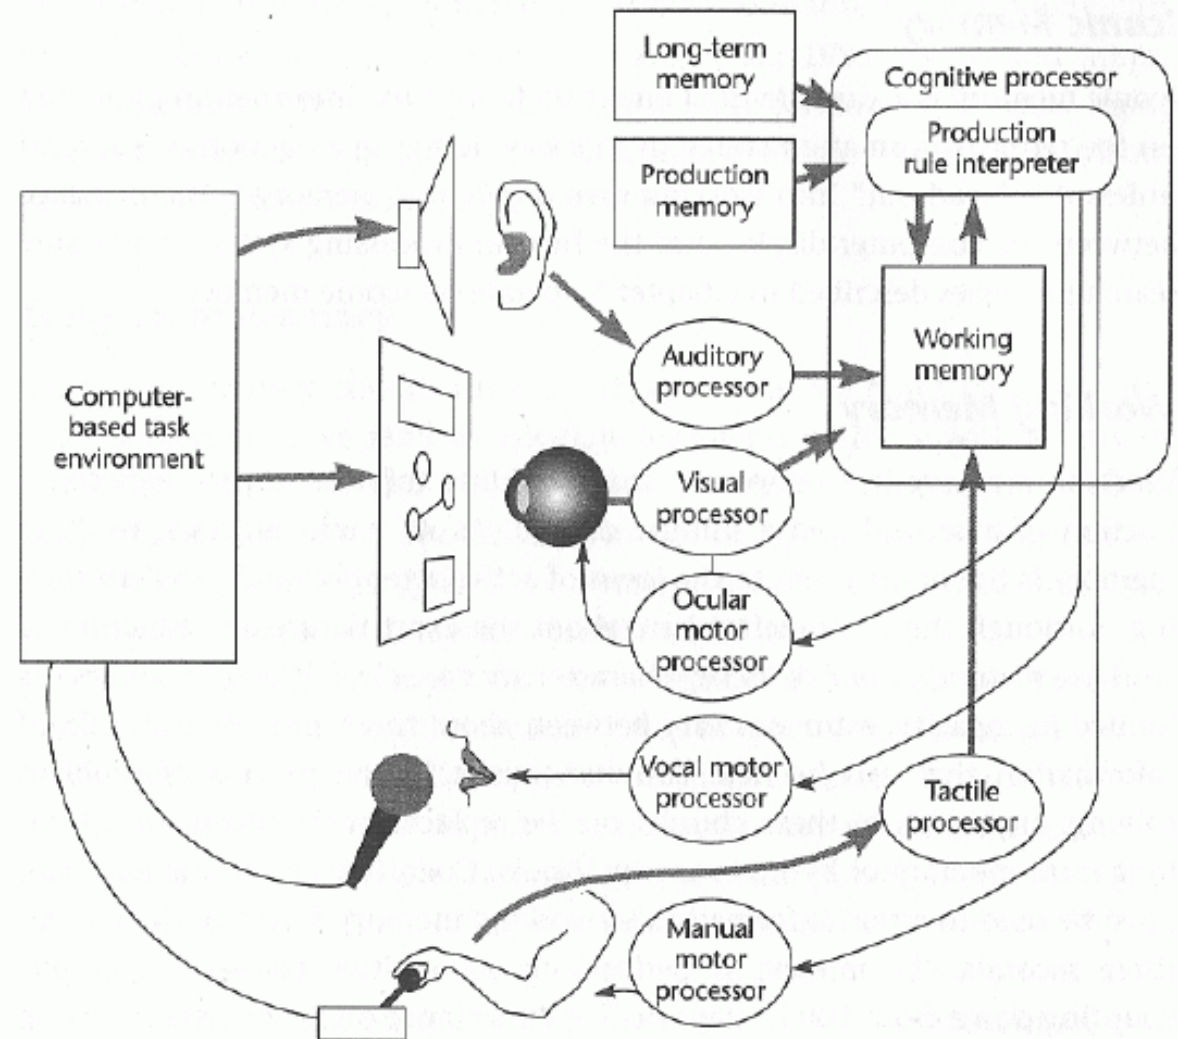 Long-term
memory
Cognitive processor
Production
rule interpreter
Production
memory
Working
memory
Auditory
processor
Computer-
based task
environment
Visual
processor
Ocular
motor
processor
Vocal motor
processor
Tactile
processor
Manual
motor
processor